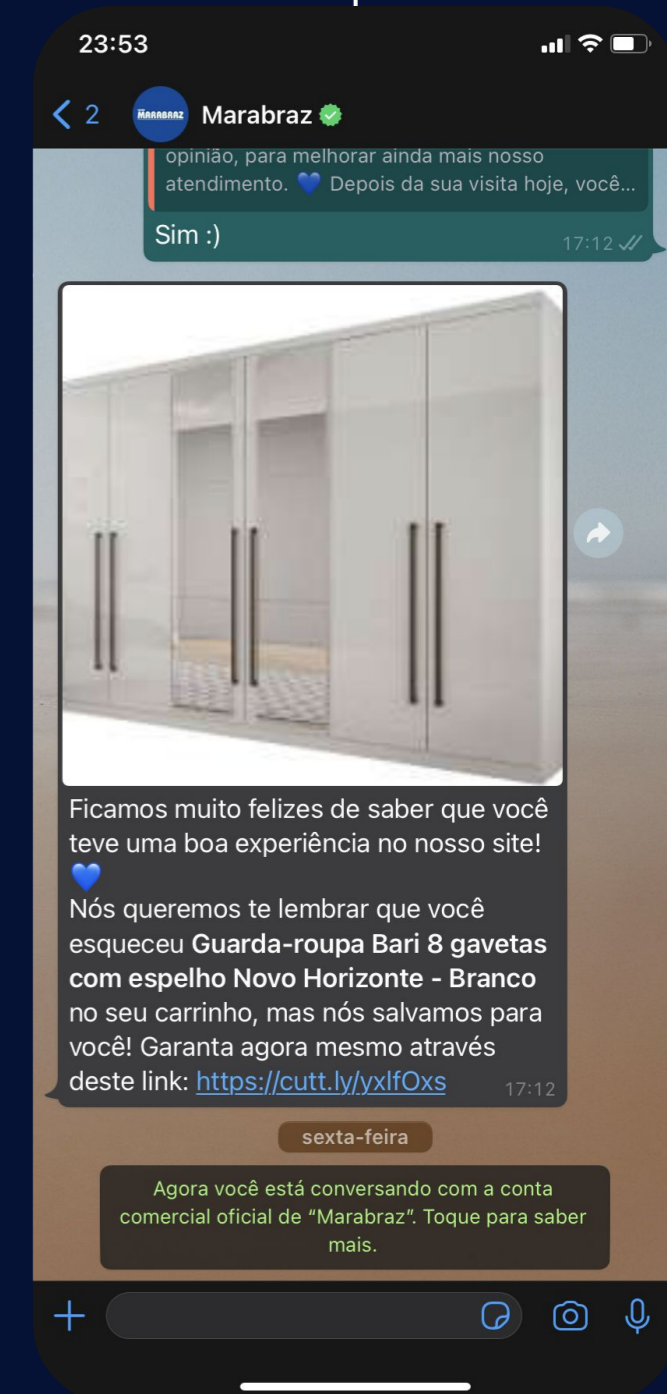 23:53
2
MARABRAZ
Marabraz
opinião, para melhorar ainda mais nosso
atendimento. 💙 Depois da sua visita hoje, você...
Sim :)
17:12
Ficamos muito felizes de saber que você
teve uma boa experiência no nosso site!
💙
Nós queremos te lembrar que você
esqueceu Guarda-roupa Bari 8 gavetas
com espelho Novo Horizonte - Branco
no seu carrinho, mas nós salvamos para
você! Garanta agora mesmo através
deste link: https://cutt.ly/yxlfOxs
17:12
sexta-feira
Agora você está conversando com a conta
comercial oficial de “Marabraz”. Toque para saber
mais.